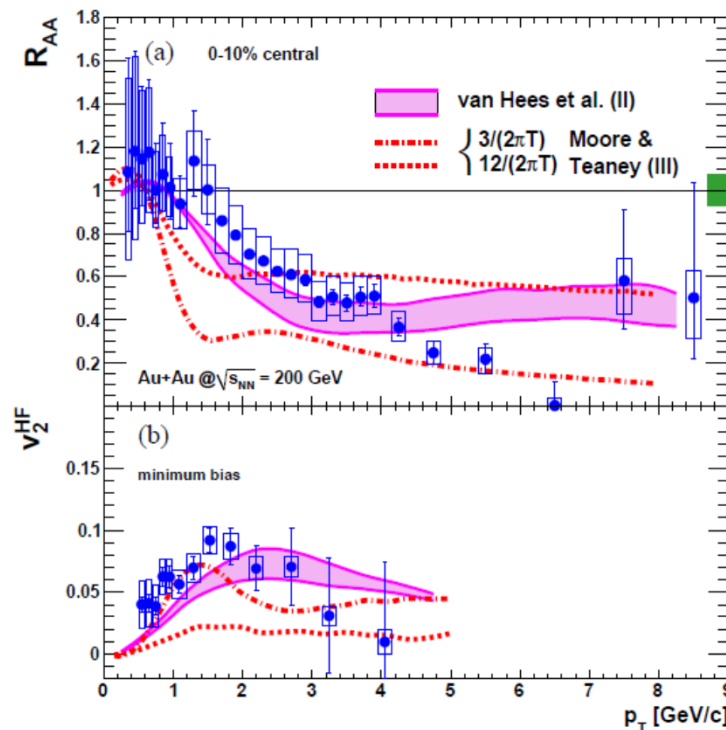 R_AA
1.8
1.6
1.4
1.2
1
0.8
0.6
0.4
0.2
(a)
0-10% central
van Hees et al. (II)
3/(2πT) Moore &
12/(2πT) Teaney (III)
Au+Au @√s_NN = 200 GeV
v_2^HF
0.15
0.1
0.05
0
(b)
minimum bias
0 1 2 3 4 5 6 7 8 9
p_T [GeV/c]